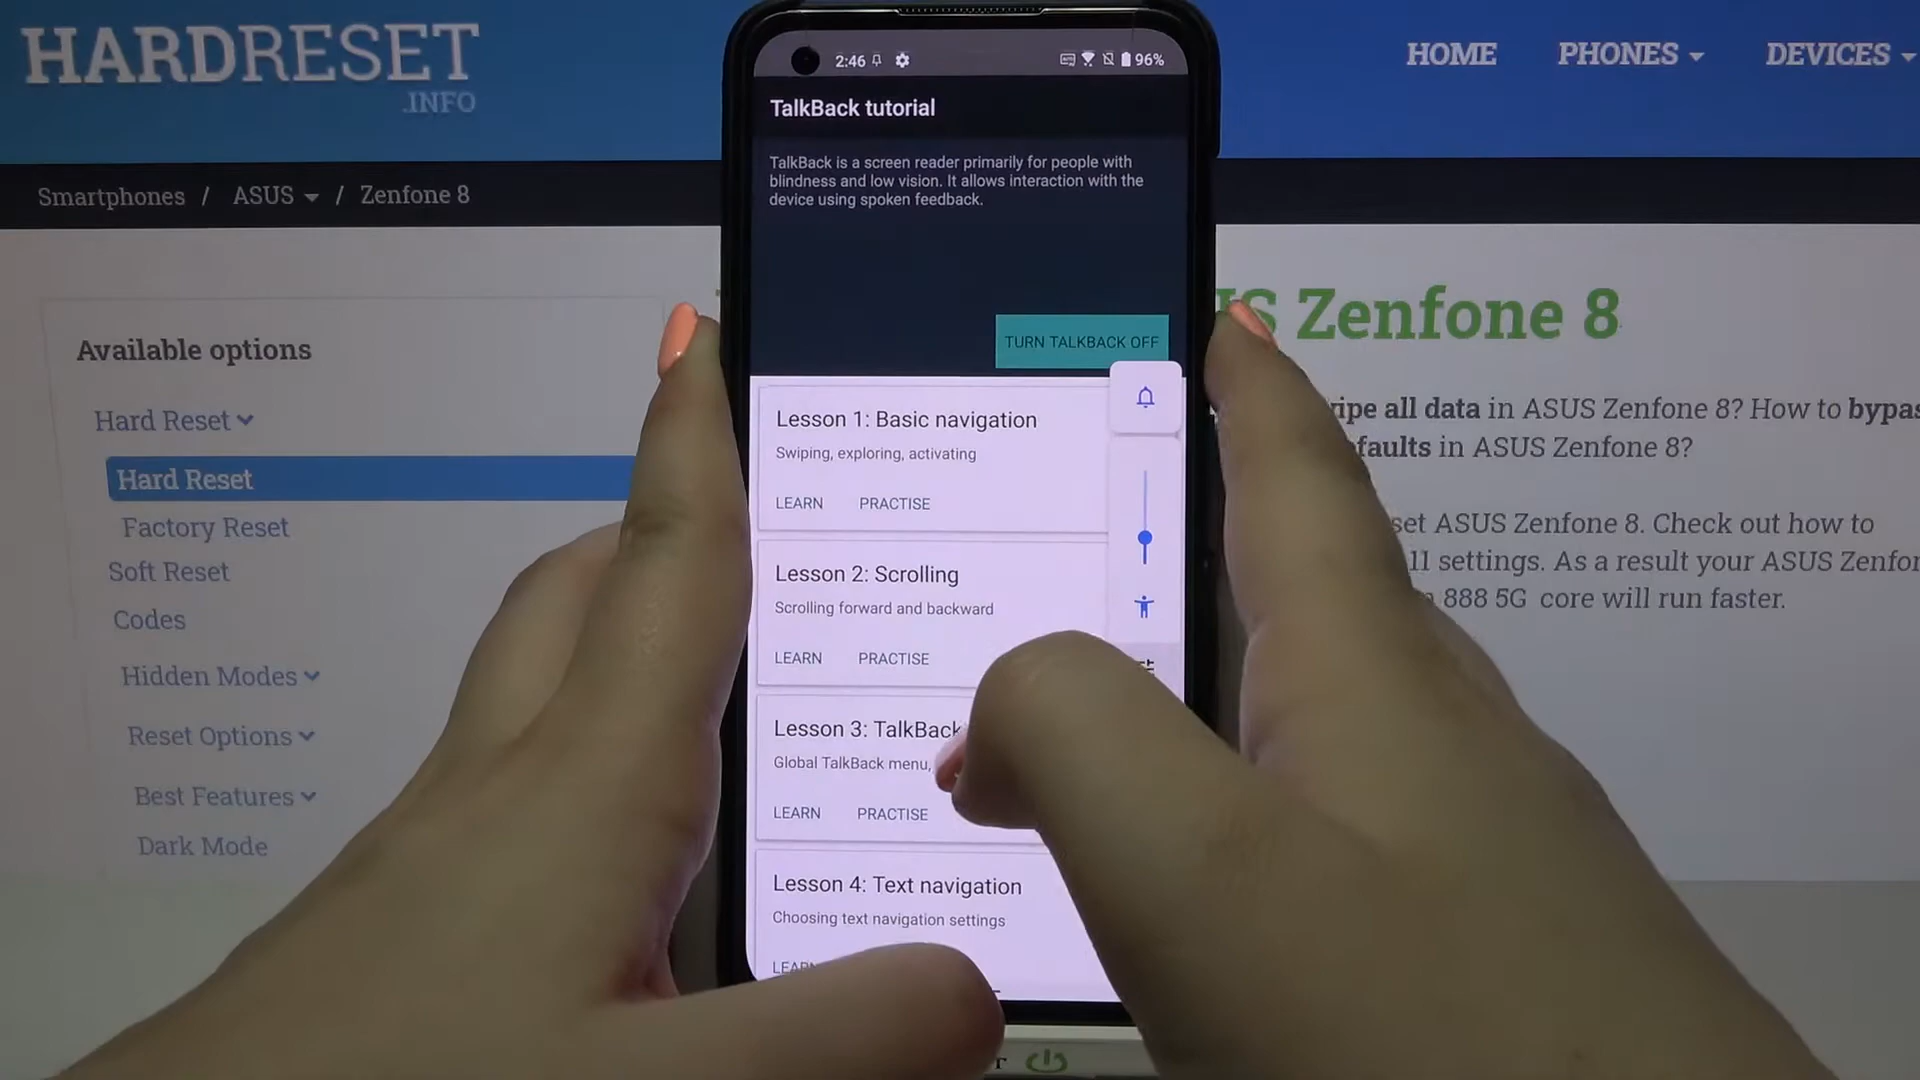 HARDRESET
.INFO
HOME
PHONES
DEVICES
Smartphones / ASUS / Zenfone 8
Available options
Hard Reset
Hard Reset
Factory Reset
Soft Reset
Codes
Hidden Modes
Reset Options
Best Features
Dark Mode
2:46
96%
TalkBack tutorial
TalkBack is a screen reader primarily for people with
blindness and low vision. It allows interaction with the
device using spoken feedback.
TURN TALKBACK OFF
Lesson 1: Basic navigation
Swiping, exploring, activating
LEARN PRACTISE
Lesson 2: Scrolling
Scrolling forward and backward
LEARN PRACTISE
Lesson 3: TalkBack
Global TalkBack menu,
LEARN PRACTISE
Lesson 4: Text navigation
Choosing text navigation settings
LEARN
S Zenfone 8
ipe all data in ASUS Zenfone 8? How to bypas
faults in ASUS Zenfone 8?
set ASUS Zenfone 8. Check out how to
ll settings. As a result your ASUS Zenfor
888 5G core will run faster.